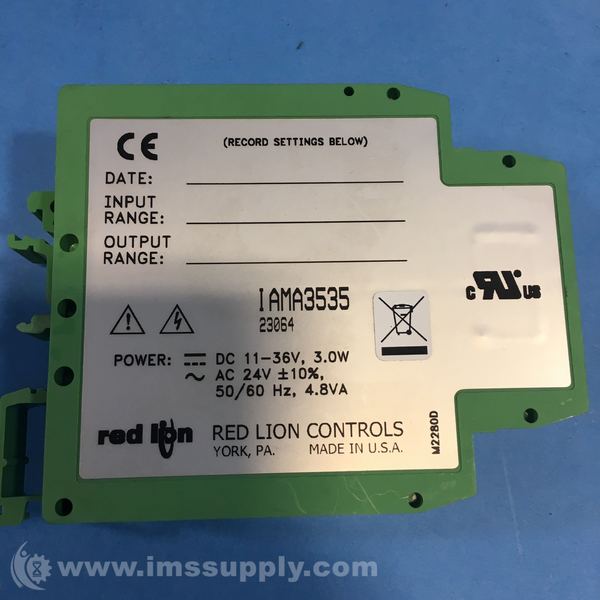 CE
(RECORD SETTINGS BELOW)
DATE:
INPUT RANGE:
OUTPUT RANGE:
IAMA3535
23064
POWER: DC 11-36V, 3.0W
AC 24V ±10%,
50/60 Hz, 4.8VA
c RU US
red lion RED LION CONTROLS
YORK, PA. MADE IN U.S.A.
M2280D
www.imssupply.com